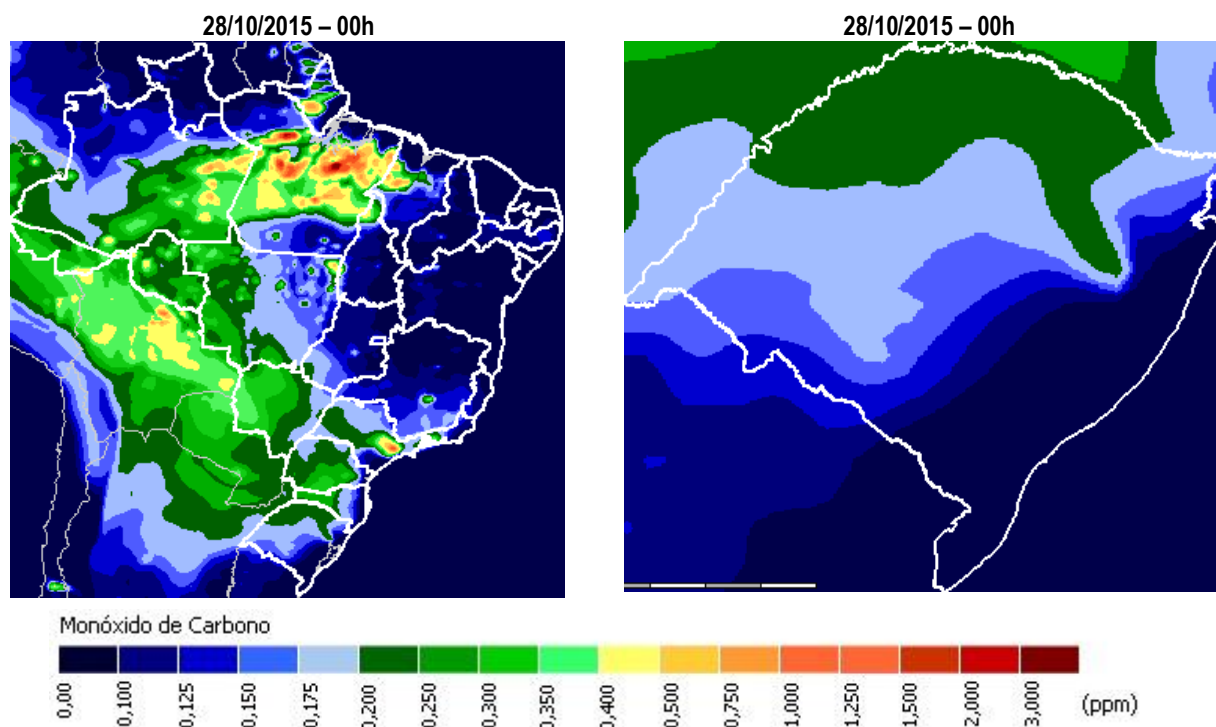 28/10/2015 – 00h
28/10/2015 – 00h
Monóxido de Carbono
0,00 0,100 0,125 0,150 0,175 0,200 0,250 0,300 0,350 0,400 0,500 0,750 1,000 1,250 1,500 2,000 3,000 (ppm)